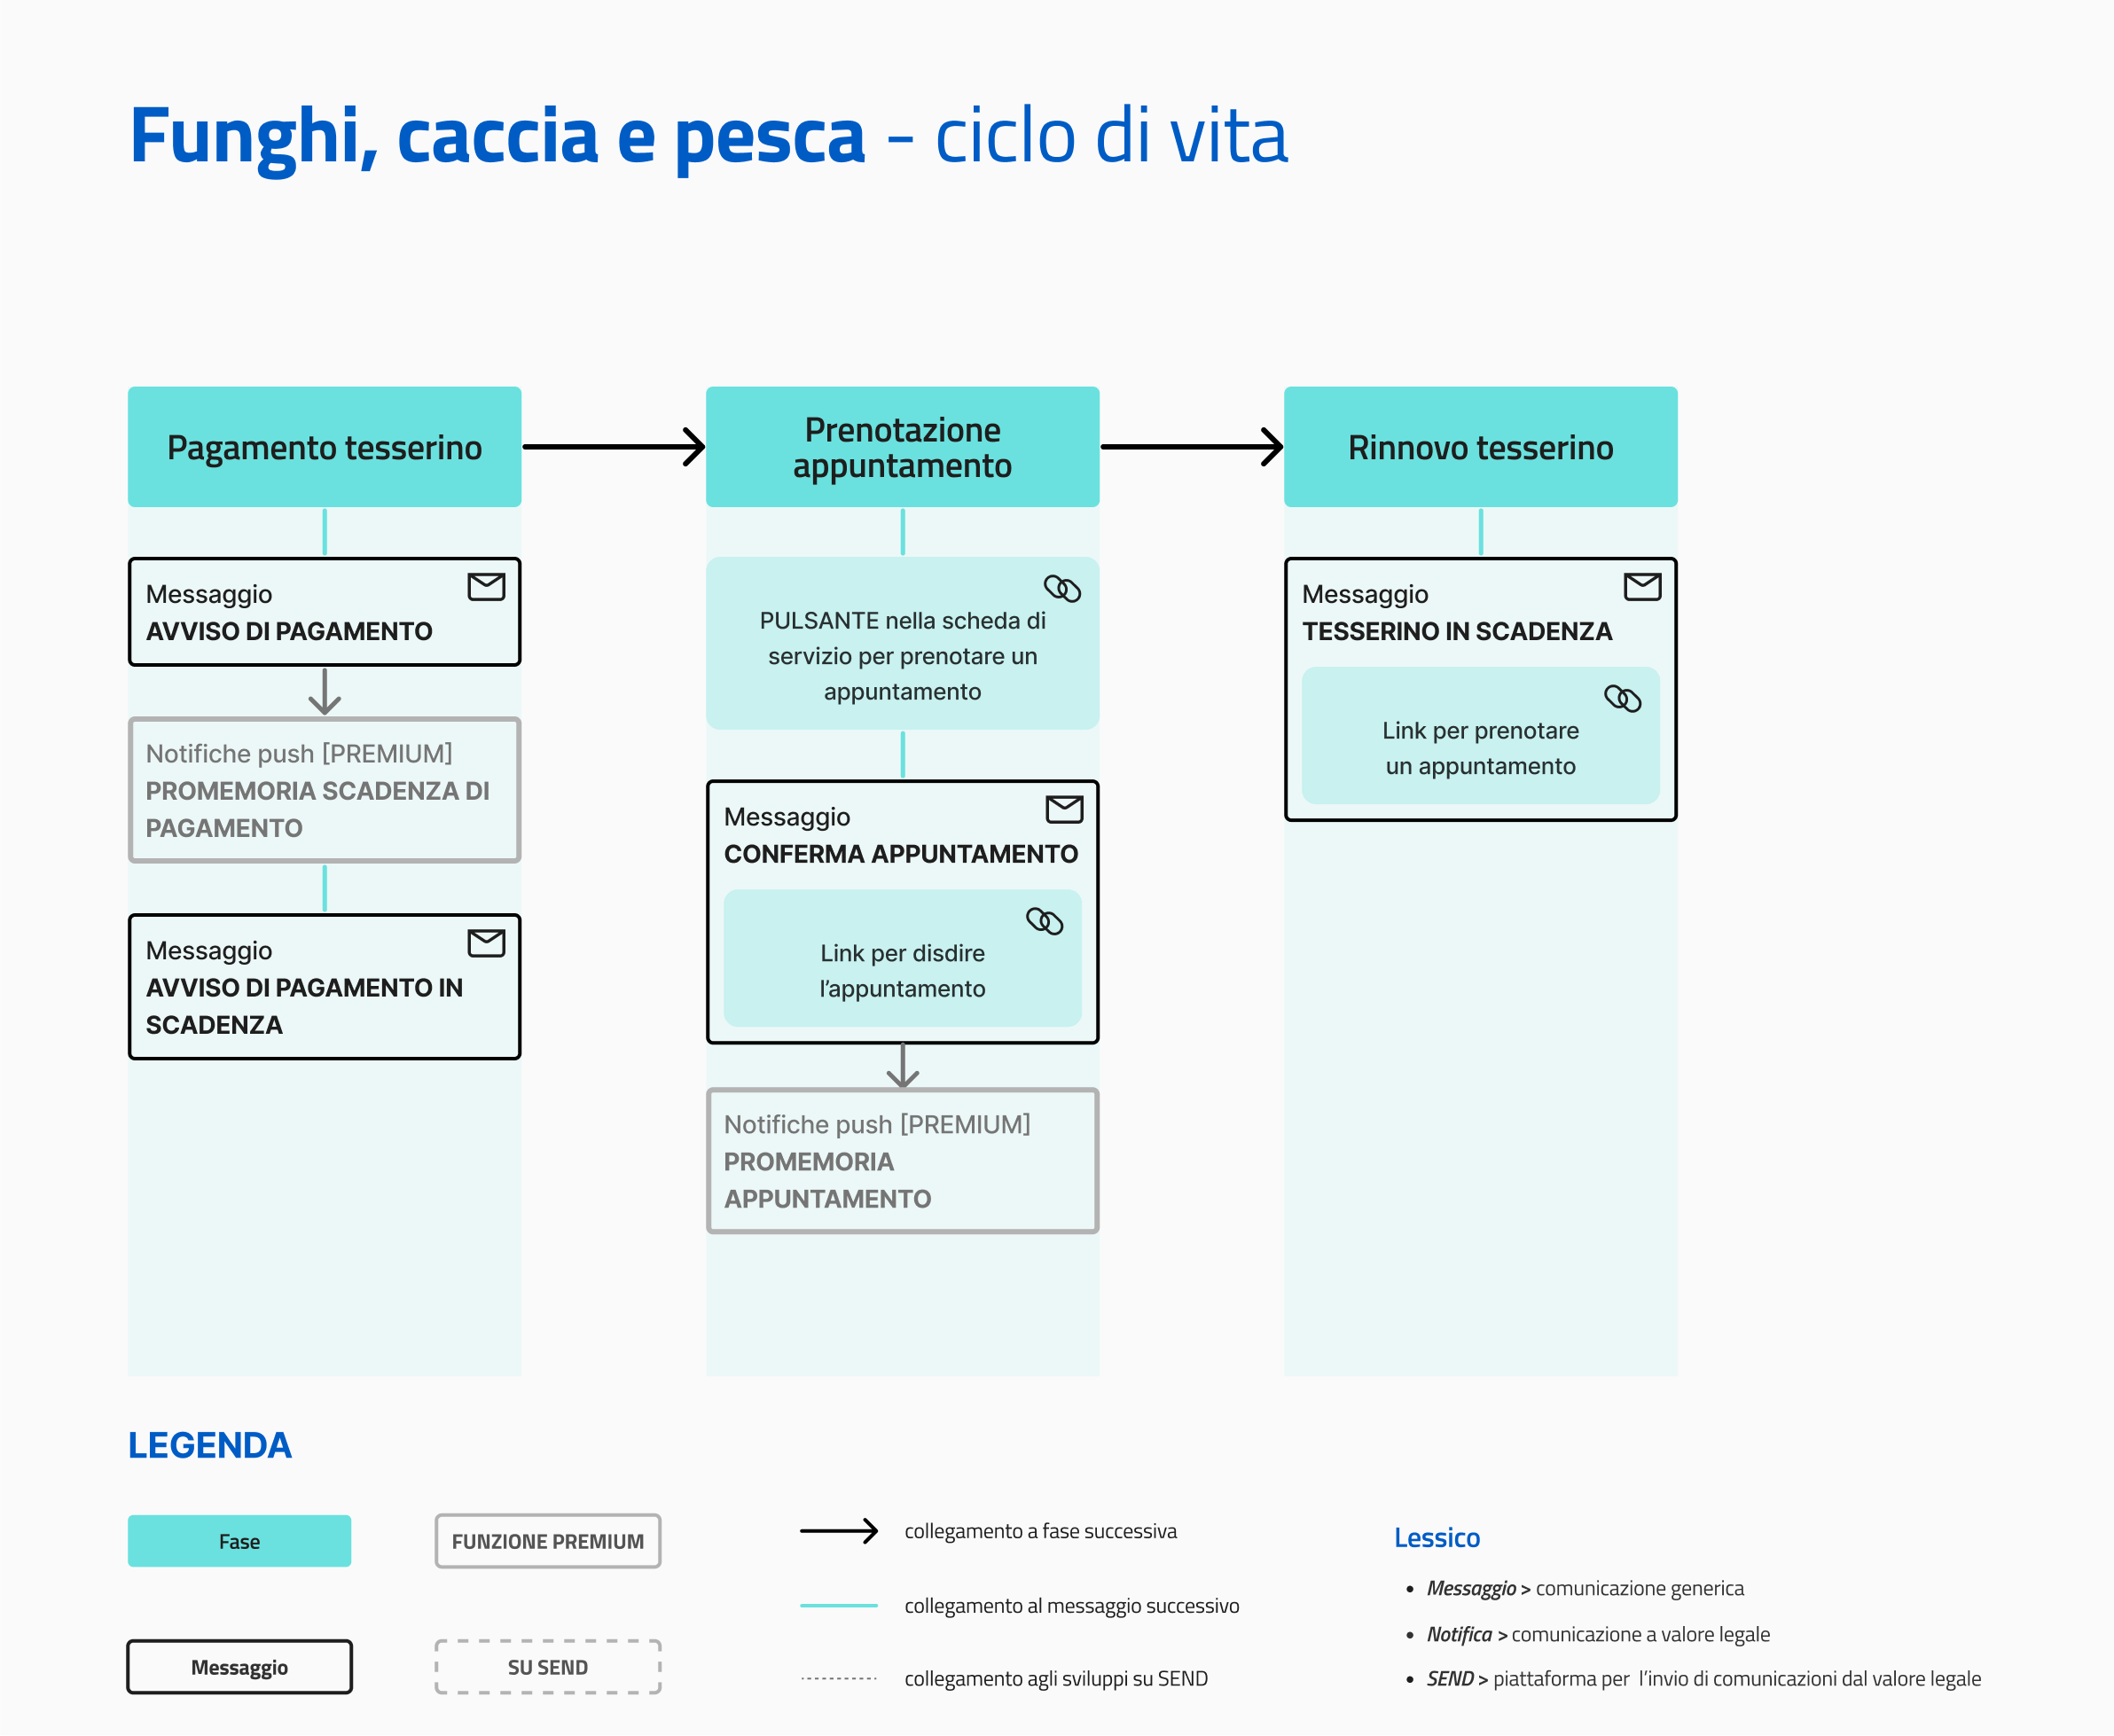 Funghi, caccia e pesca - ciclo di vita
Pagamento tesserino
Messaggio
AVVISO DI PAGAMENTO
Notifiche push [PREMIUM]
PROMEMORIA SCADENZA DI
PAGAMENTO
Messaggio
AVVISO DI PAGAMENTO IN
SCADENZA
Prenotazione
appuntamento
PULSANTE nella scheda di
servizio per prenotare un
appuntamento
Messaggio
CONFERMA APPUNTAMENTO
Link per disdire
l’appuntamento
Notifiche push [PREMIUM]
PROMEMORIA
APPUNTAMENTO
Rinnovo tesserino
Messaggio
TESSERINO IN SCADENZA
Link per prenotare
un appuntamento
LEGENDA
Fase
FUNZIONE PREMIUM
Messaggio
SU SEND
collegamento a fase successiva
collegamento al messaggio successivo
collegamento agli sviluppi su SEND
Lessico
• Messaggio > comunicazione generica
• Notifica > comunicazione a valore legale
• SEND > piattaforma per l’invio di comunicazioni dal valore legale